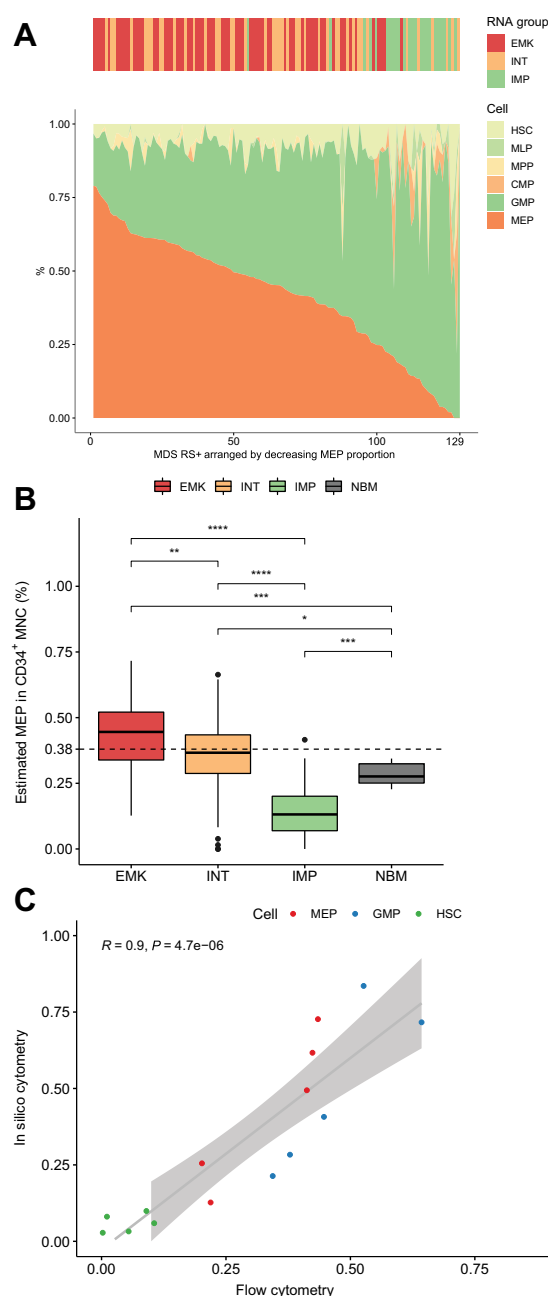 A
RNA group
EMK
INT
IMP
Cell
HSC
MLP
MPP
CMP
GMP
MEP
1.00
0.75
0.50
0.25
0.00
%
0 50 100 129
MDS RS+ arranged by decreasing MEP proportion
EMK INT IMP NBM
B
****
**
****
***
*
***
1.00
0.75
0.50
0.38
0.25
0.00
Estimated MEP in CD34+ MNC (%)
EMK INT IMP NBM
C
Cell MEP GMP HSC
R = 0.9, P = 4.7e−06
1.00
0.75
0.50
0.25
0.00
In silico cytometry
0.00 0.25 0.50 0.75
Flow cytometry